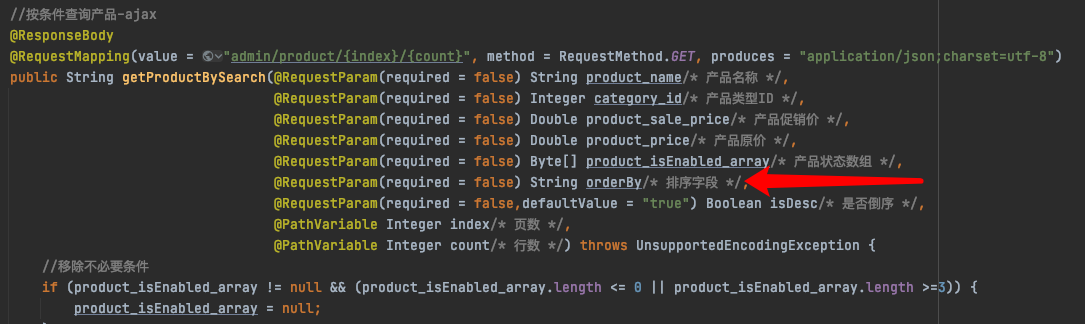 //按条件查询产品-ajax
@ResponseBody
@RequestMapping(value = "admin/product/{index}/{count}", method = RequestMethod.GET, produces = "application/json;charset=utf-8")
public String getProductBySearch(@RequestParam(required = false) String product_name/* 产品名称 */,
@RequestParam(required = false) Integer category_id/* 产品类型ID */,
@RequestParam(required = false) Double product_sale_price/* 产品促销价 */,
@RequestParam(required = false) Double product_price/* 产品原价 */,
@RequestParam(required = false) Byte[] product_isEnabled_array/* 产品状态数组 */,
@RequestParam(required = false) String orderBy/* 排序字段 */,
@RequestParam(required = false,defaultValue = "true") Boolean isDesc/* 是否倒序 */,
@PathVariable Integer index/* 页数 */,
@PathVariable Integer count/* 行数 */) throws UnsupportedEncodingException {
//移除不必要条件
if (product_isEnabled_array != null && (product_isEnabled_array.length <= 0 || product_isEnabled_array.length >=3)) {
product_isEnabled_array = null;